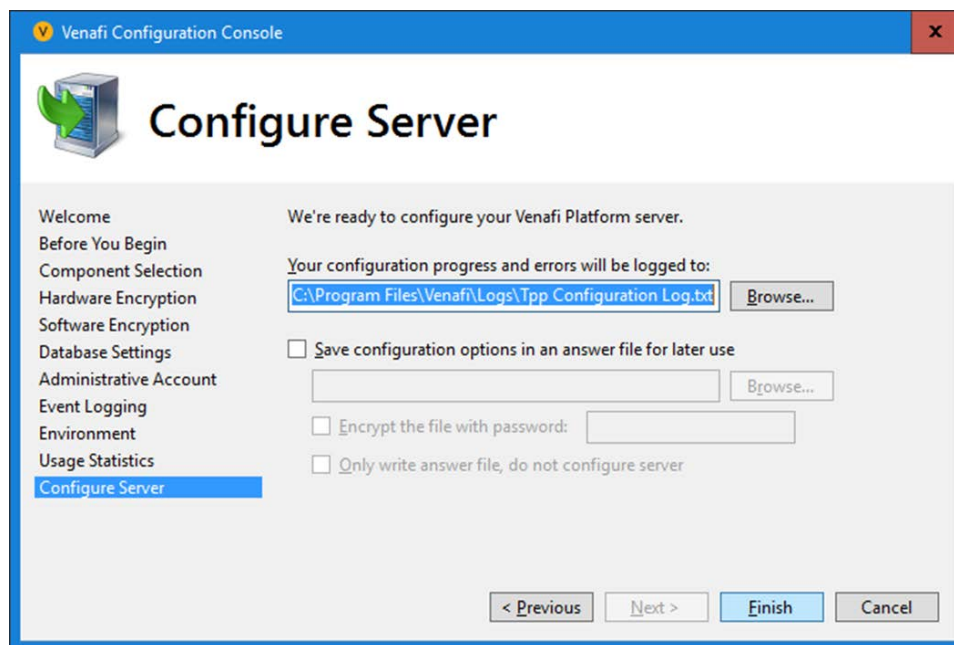 V Venafi Configuration Console
x
Configure Server
Welcome
Before You Begin
Component Selection
Hardware Encryption
Software Encryption
Database Settings
Administrative Account
Event Logging
Environment
Usage Statistics
Configure Server
We're ready to configure your Venafi Platform server.
Your configuration progress and errors will be logged to:
C:\Program Files\Venafi\Logs\Tpp Configuration Log.txt Browse...
Save configuration options in an answer file for later use
Browse...
Encrypt the file with password:
Only write answer file, do not configure server
< Previous Next > Finish Cancel